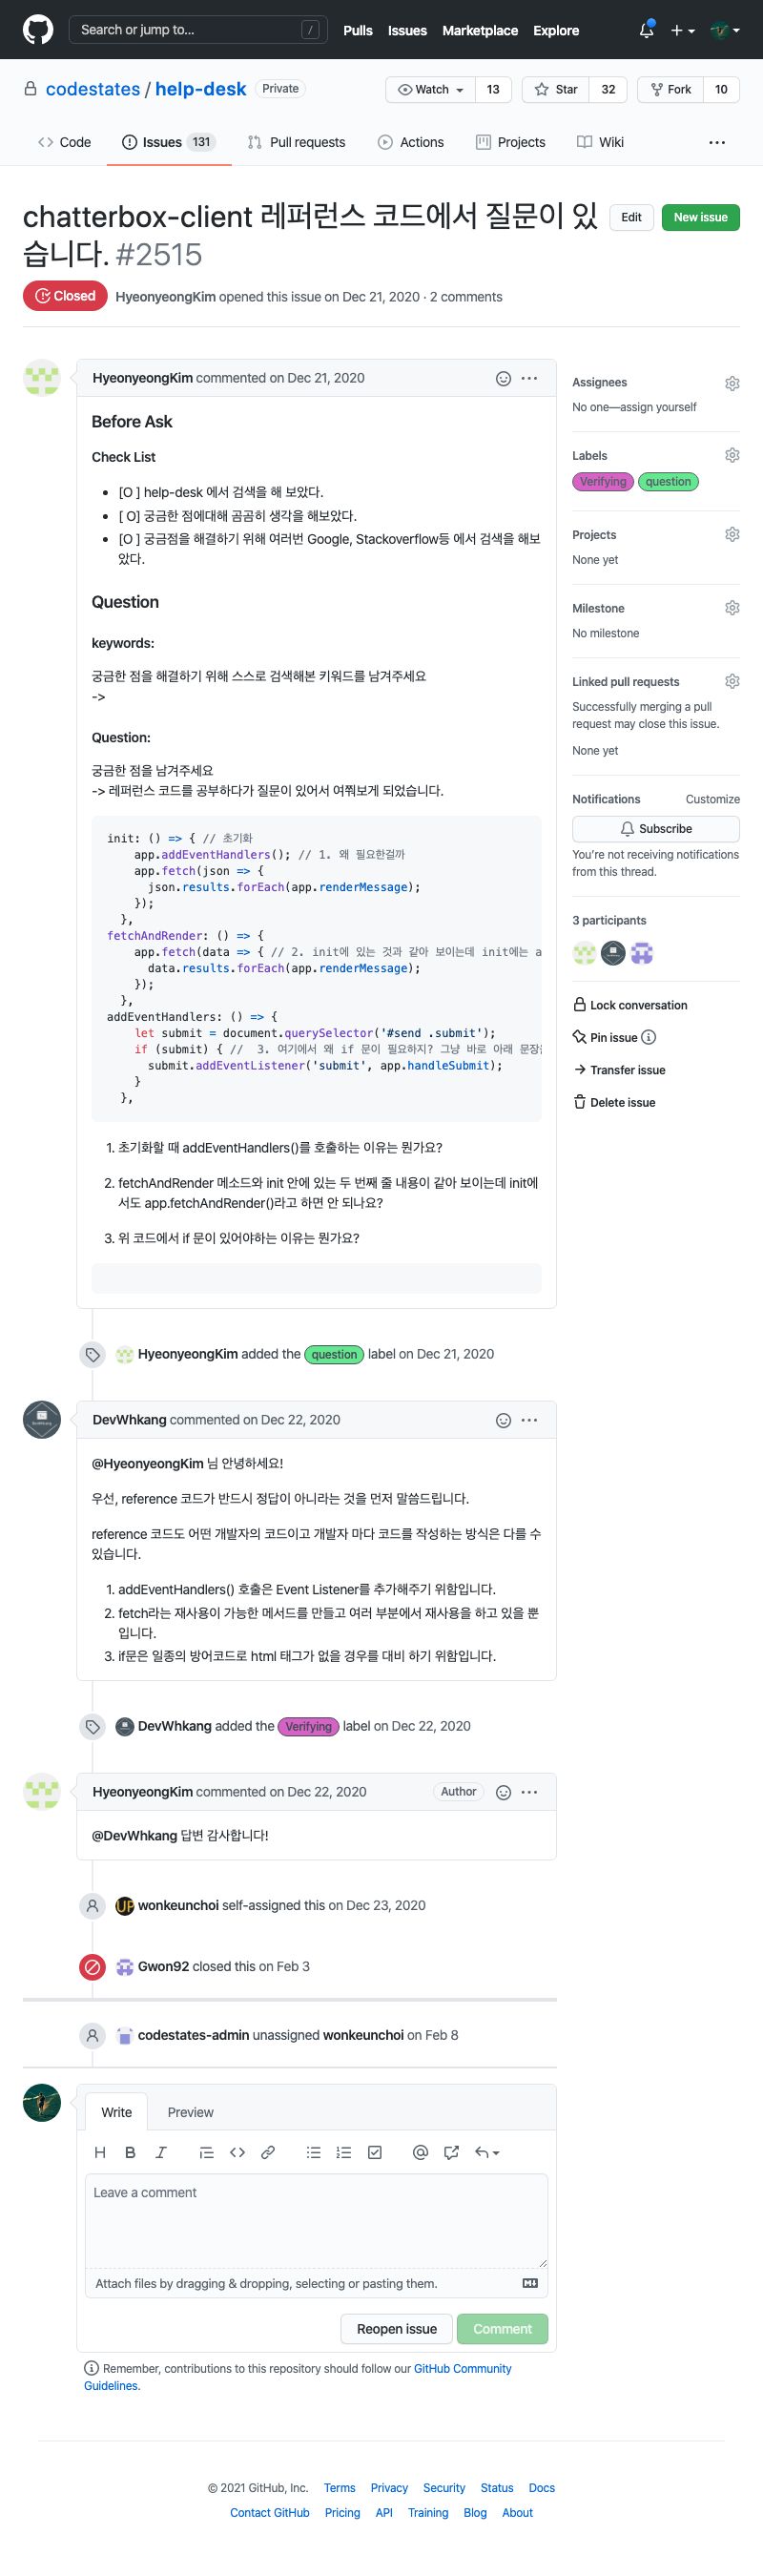 Search or jump to...
/
Pulls Issues Marketplace Explore
codestates / help-desk Private
Watch 13
Star 32
Fork 10
Code
Issues 131
Pull requests
Actions
Projects
Wiki
chatterbox-client 레퍼런스 코드에서 질문이 있
습니다. #2515
Edit
New issue
Closed
HyeonyeongKim opened this issue on Dec 21, 2020 · 2 comments
HyeonyeongKim commented on Dec 21, 2020
Before Ask
Check List
[O ] help-desk 에서 검색을 해 보았다.
[ O] 궁금한 점에대해 곰곰히 생각을 해보았다.
[O ] 궁금점을 해결하기 위해 여러번 Google, Stackoverflow등 에서 검색을 해보
았다.
Question
keywords:
궁금한 점을 해결하기 위해 스스로 검색해본 키워드를 남겨주세요
->
Question:
궁금한 점을 남겨주세요
-> 레퍼런스 코드를 공부하다가 질문이 있어서 여쭤보게 되었습니다.
init: () => { // 초기화
app.addEventHandlers(); // 1. 왜 필요한걸까
app.fetch(json => {
json.results.forEach(app.renderMessage);
});
},
fetchAndRender: () => {
app.fetch(data => { // 2. init에 있는 것과 같아 보이는데 init에는 a
data.results.forEach(app.renderMessage);
});
},
addEventHandlers: () => {
let submit = document.querySelector('#send .submit');
if (submit) { // 3. 여기에서 왜 if 문이 필요하지? 그냥 바로 아래 문장을
submit.addEventListener('submit', app.handleSubmit);
}
},
1. 초기화할 때 addEventHandlers()를 호출하는 이유는 뭔가요?
2. fetchAndRender 메소드와 init 안에 있는 두 번째 줄 내용이 같아 보이는데 init에
서도 app.fetchAndRender()라고 하면 안 되나요?
3. 위 코드에서 if 문이 있어야하는 이유는 뭔가요?
HyeonyeongKim added the question label on Dec 21, 2020
DevWhkang commented on Dec 22, 2020
@HyeonyeongKim 님 안녕하세요!
우선, reference 코드가 반드시 정답이 아니라는 것을 먼저 말씀드립니다.
reference 코드도 어떤 개발자의 코드이고 개발자 마다 코드를 작성하는 방식은 다를 수
있습니다.
1. addEventHandlers() 호출은 Event Listener를 추가해주기 위함입니다.
2. fetch라는 재사용이 가능한 메서드를 만들고 여러 부분에서 재사용을 하고 있을 뿐
입니다.
3. if문은 일종의 방어코드로 html 태그가 없을 경우를 대비 하기 위함입니다.
DevWhkang added the Verifying label on Dec 22, 2020
HyeonyeongKim commented on Dec 22, 2020
Author
@DevWhkang 답변 감사합니다!
wonkeunchoi self-assigned this on Dec 23, 2020
Gwon92 closed this on Feb 3
codestates-admin unassigned wonkeunchoi on Feb 8
Write
Preview
Leave a comment
Attach files by dragging & dropping, selecting or pasting them.
Reopen issue
Comment
Remember, contributions to this repository should follow our GitHub Community
Guidelines.
Assignees
No one—assign yourself
Labels
Verifying question
Projects
None yet
Milestone
No milestone
Linked pull requests
Successfully merging a pull
request may close this issue.
None yet
Notifications
Customize
Subscribe
You're not receiving notifications
from this thread.
3 participants
Lock conversation
Pin issue
Transfer issue
Delete issue
© 2021 GitHub, Inc. Terms Privacy Security Status Docs
Contact GitHub Pricing API Training Blog About